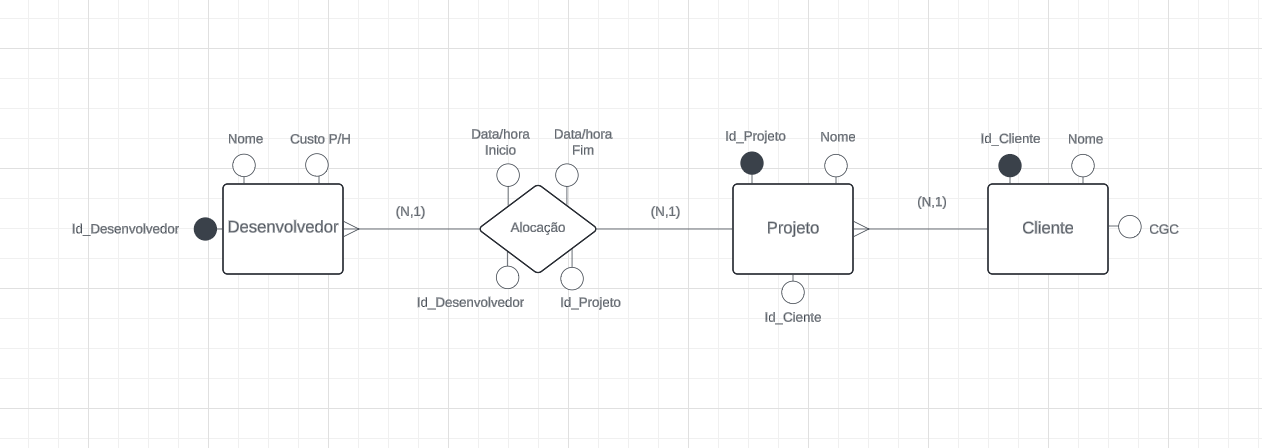 Nome
Custo P/H
Id_Desenvolvedor
Desenvolvedor
(N,1)
Data/hora
Inicio
Data/hora
Fim
Alocação
Id_Desenvolvedor
Id_Projeto
(N,1)
Id_Projeto
Nome
Projeto
Id_Ciente
(N,1)
Id_Cliente
Nome
Cliente
CGC